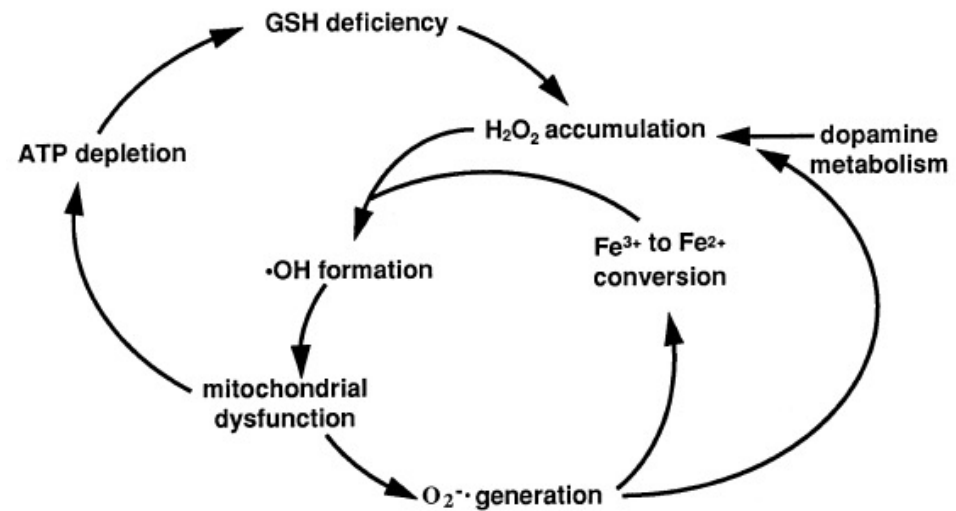 GSH deficiency
H₂O₂ accumulation
dopamine
metabolism
ATP depletion
Fe³⁺ to Fe²⁺
conversion
•OH formation
mitochondrial
dysfunction
O₂⁻· generation